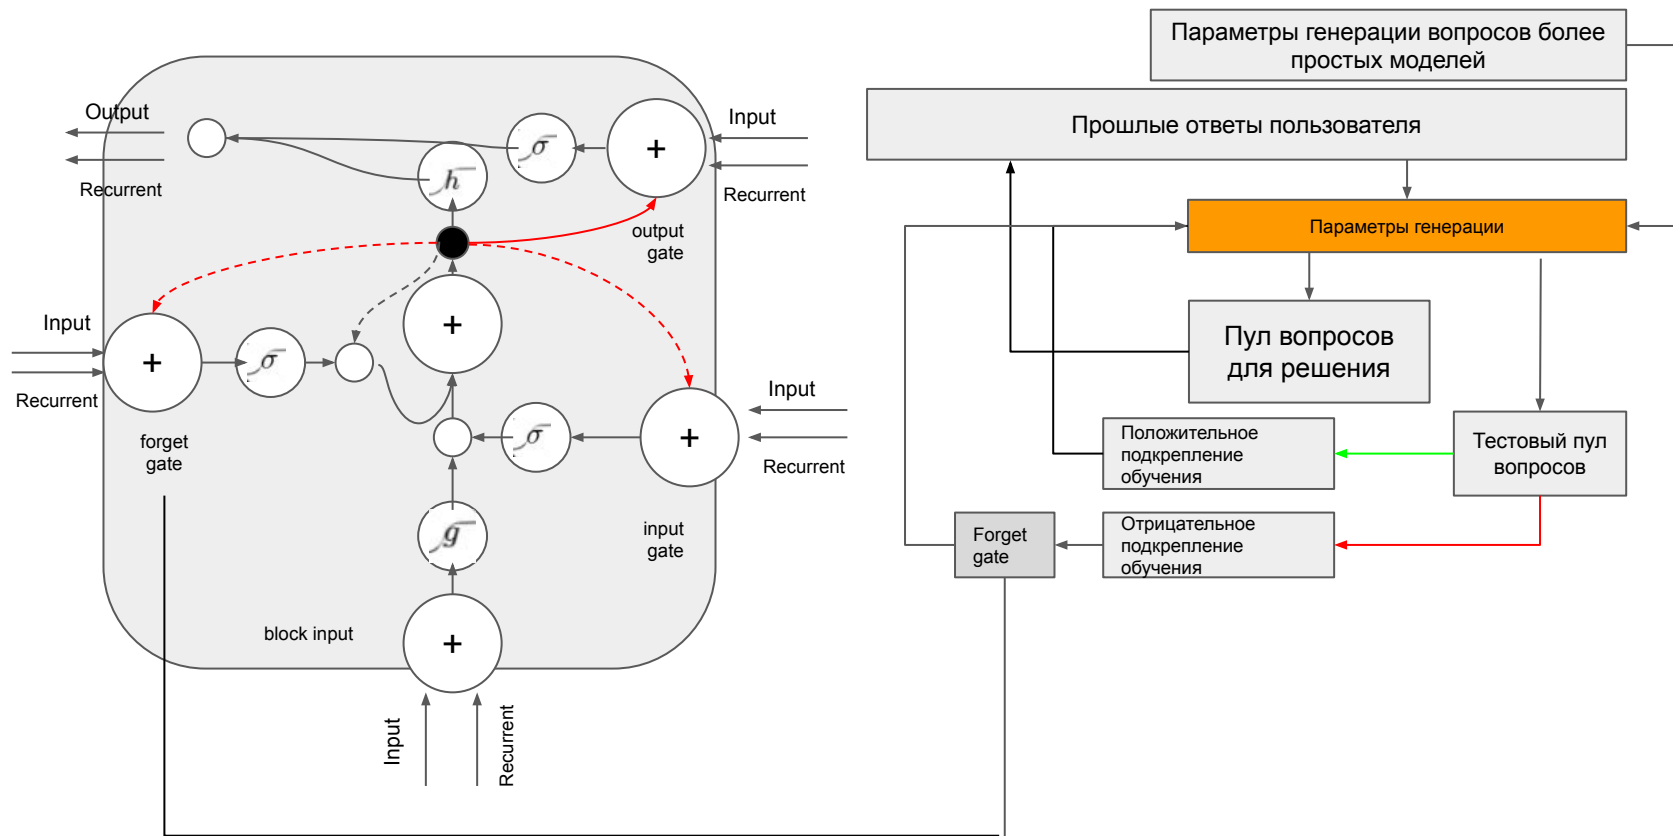 Output
Recurrent
h
σ
+
Input
Recurrent
output
gate
Input
Recurrent
+
σ
+
forget
gate
σ
+
Input
Recurrent
input
gate
g
block input
+
Input
Recurrent
Параметры генерации вопросов более
простых моделей
Прошлые ответы пользователя
Параметры генерации
Пул вопросов
для решения
Положительное
подкрепление
обучения
Тестовый пул
вопросов
Forget
gate
Отрицательное
подкрепление
обучения